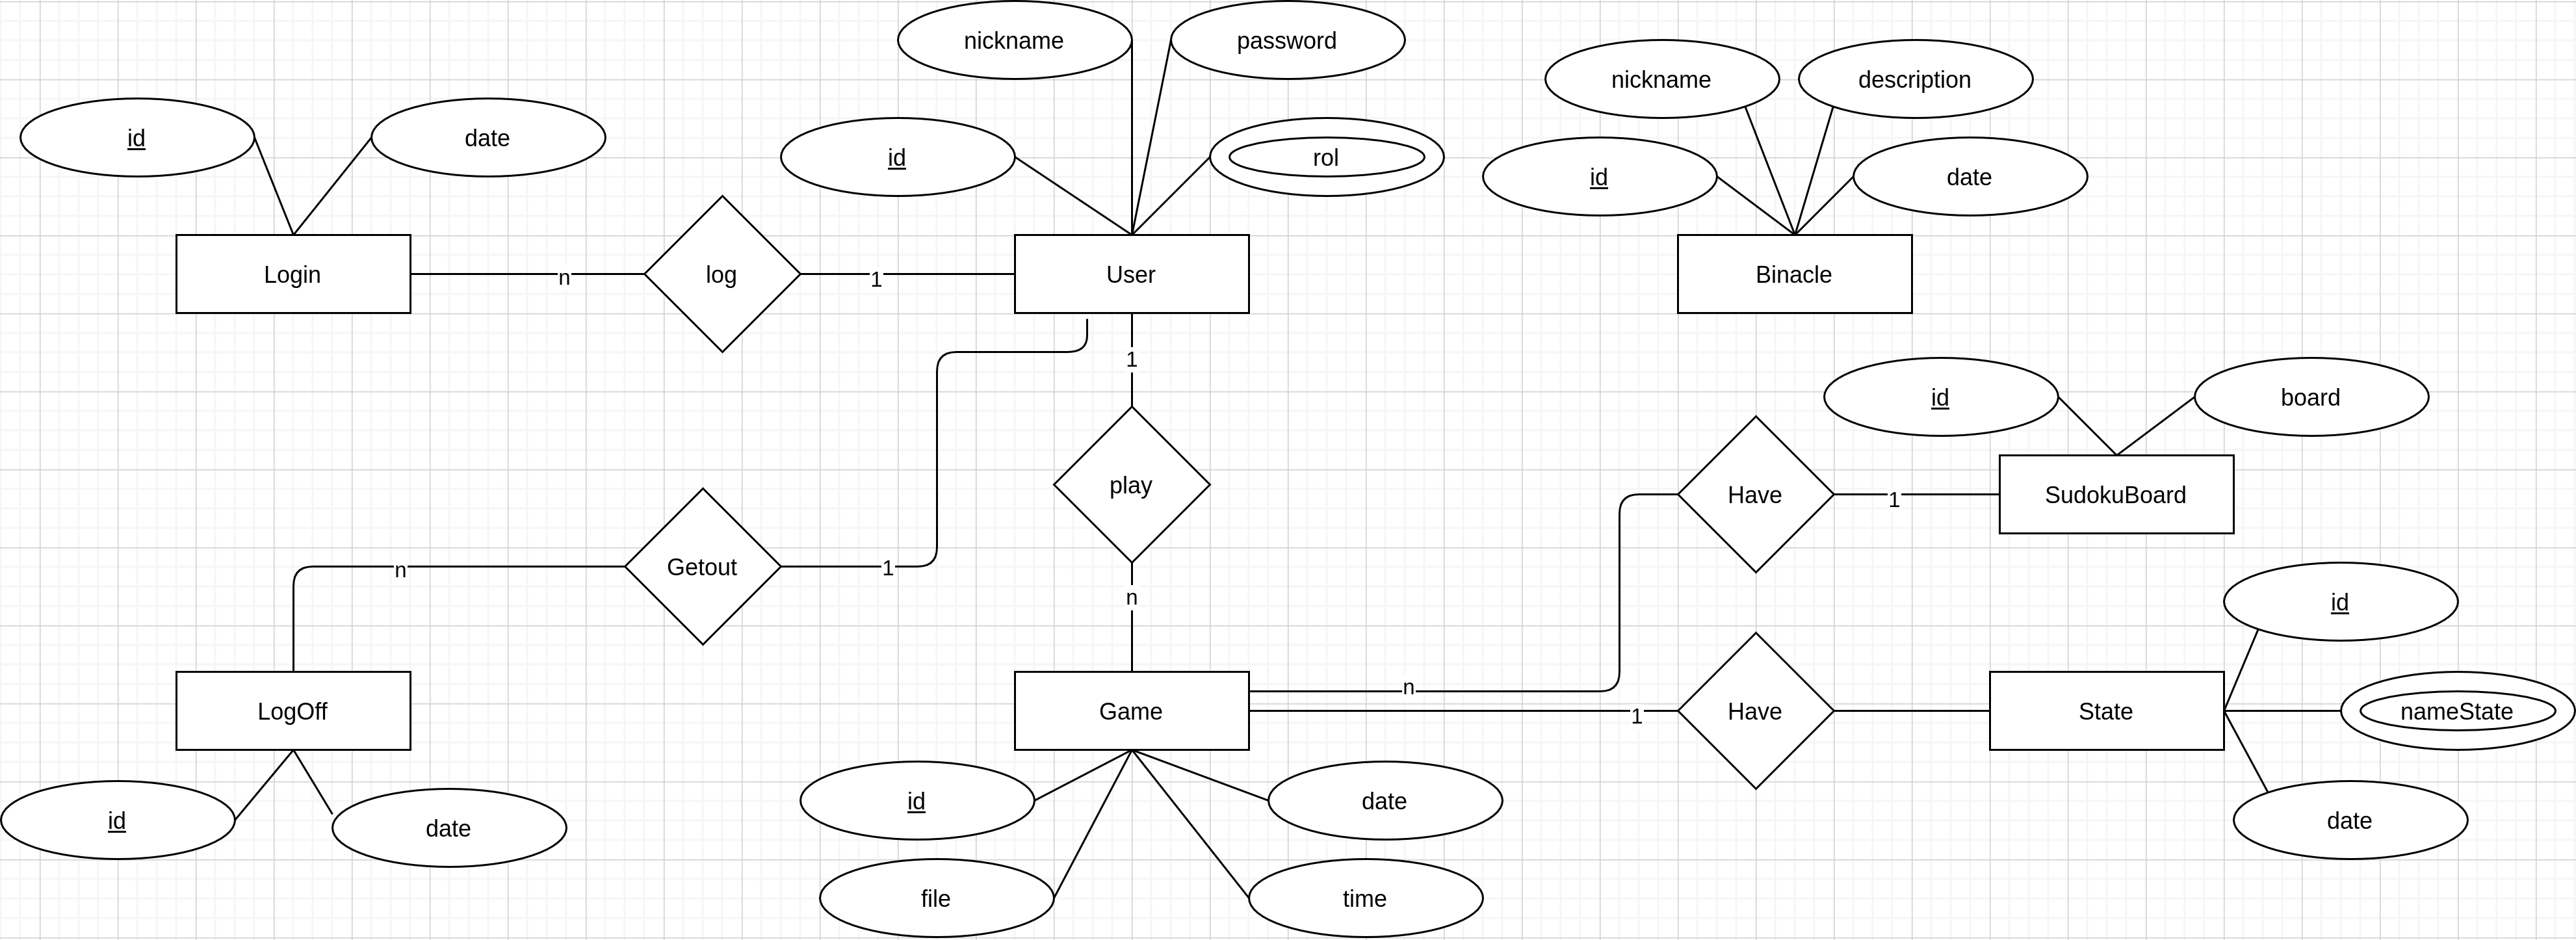 nickname
password
nickname
description
id
date
id
rol
id
date
Login
n
log
1
User
Binacle
1
id
board
play
Have
1
SudokuBoard
n
Getout
1
n
id
n
LogOff
Game
1
Have
State
nameState
id
date
id
date
date
file
time